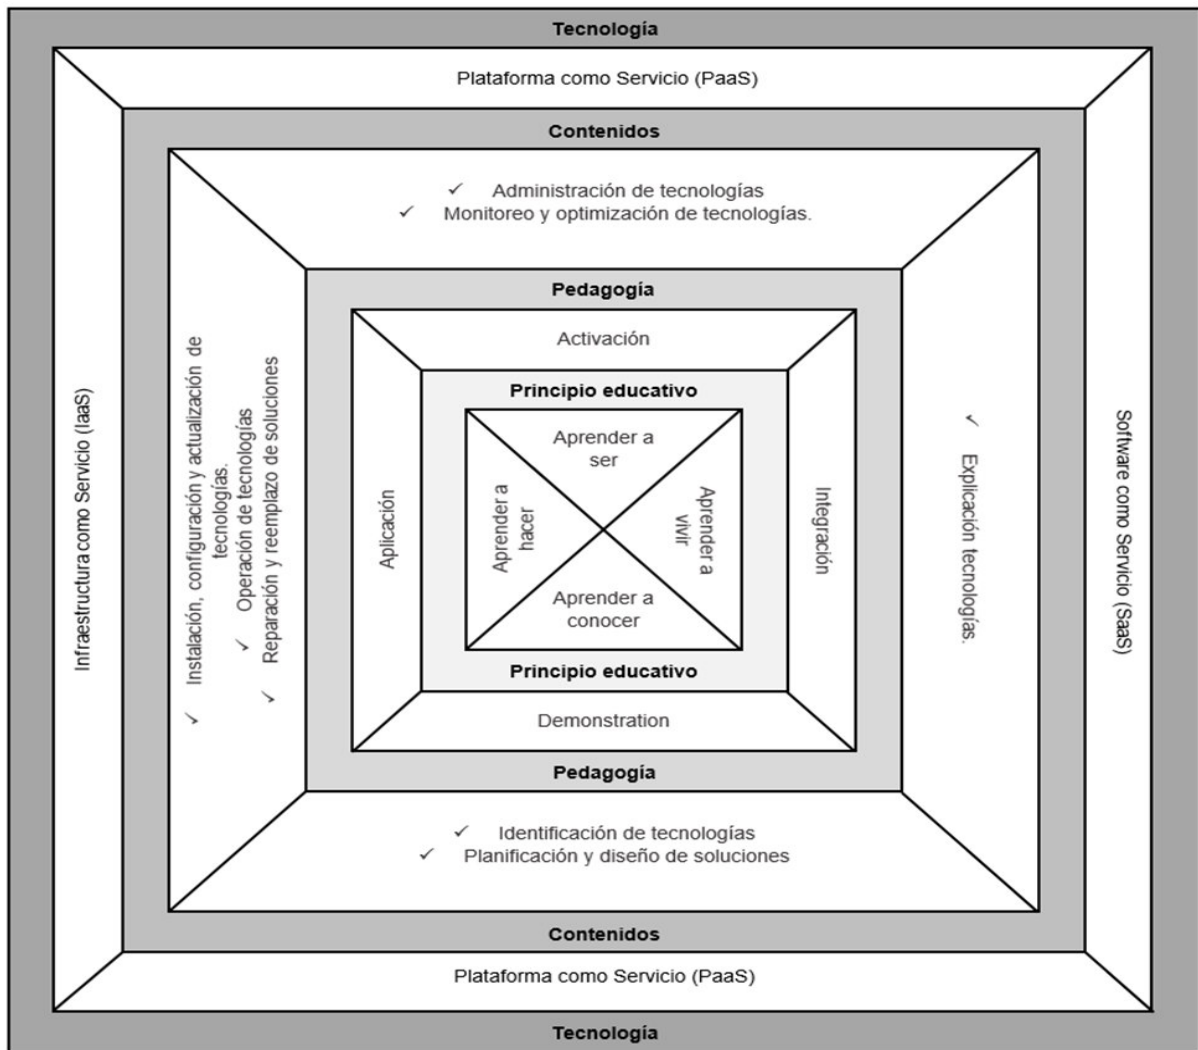 Tecnología
Plataforma como Servicio (PaaS)
Contenidos
✓ Administración de tecnologías
✓ Monitoreo y optimización de tecnologías.
Pedagogía
Activación
Principio educativo
Aprender a
ser
Infraestructura como Servicio (IaaS)
✓ Instalación, configuración y actualización de
tecnologías.
✓ Operación de tecnologías
✓ Reparación y reemplazo de soluciones
Aplicación
Aprender a
hacer
Aprender a
vivir
Integración
✓ Explicación tecnologías.
Software como Servicio (SaaS)
Aprender a
conocer
Principio educativo
Demonstration
Pedagogía
✓ Identificación de tecnologías
✓ Planificación y diseño de soluciones
Contenidos
Plataforma como Servicio (PaaS)
Tecnología